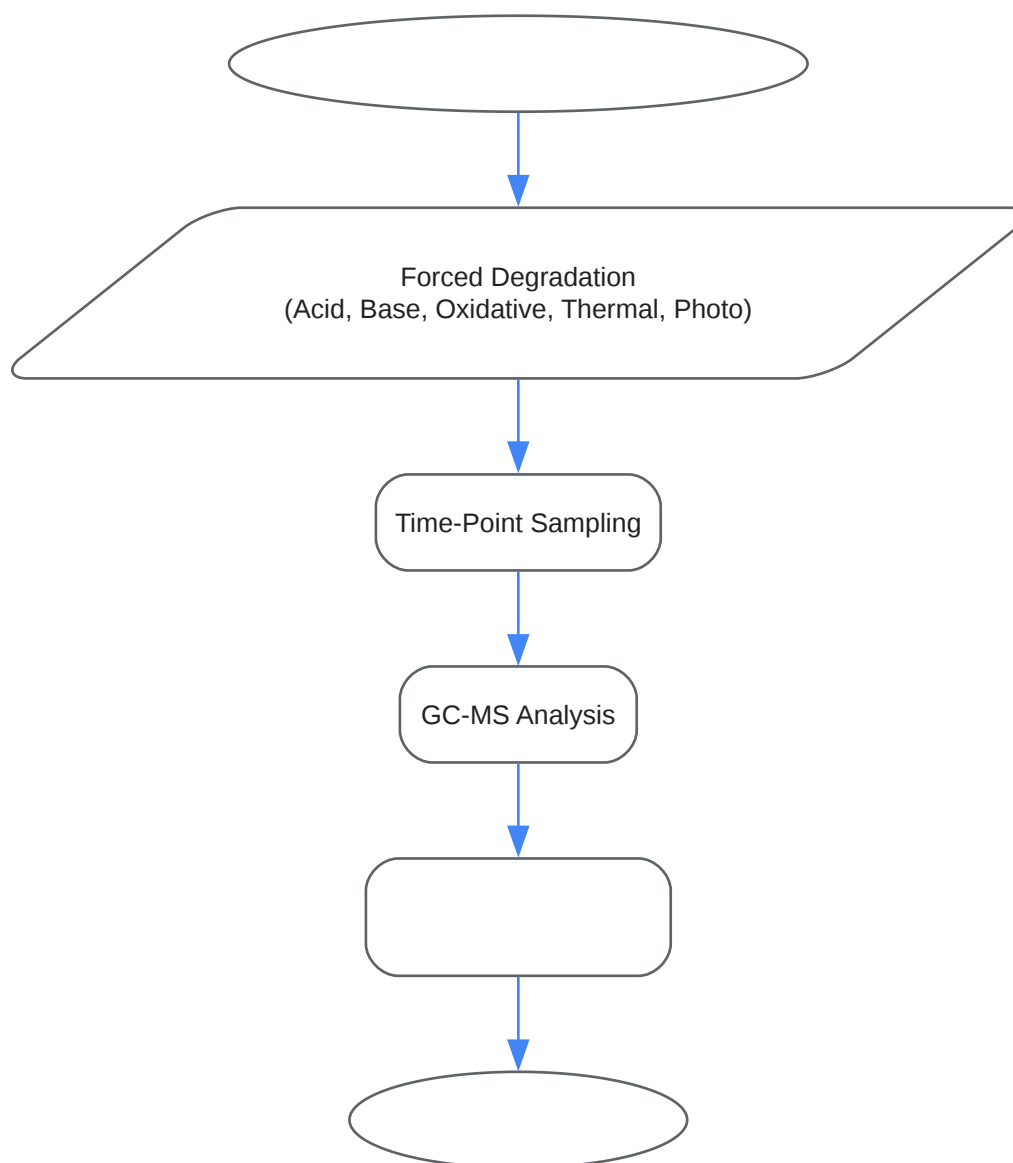 Forced Degradation
(Acid, Base, Oxidative, Thermal, Photo)
Time-Point Sampling
GC-MS Analysis